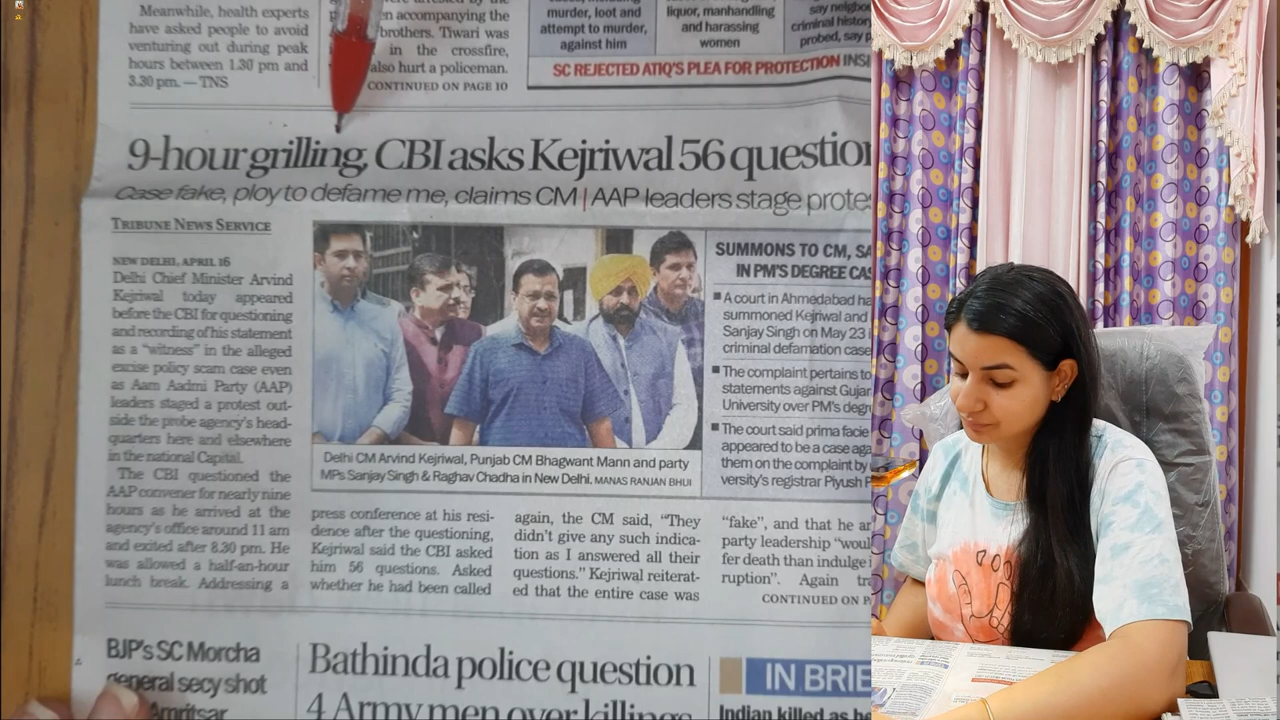 Meanwhile, health experts
have asked people to avoid
venturing out during peak
hours between 1.30 pm and
3.30 pm. — TNS
en accompanying the
brothers. Tiwari was
in the crossfire,
also hurt a policeman.
CONTINUED ON PAGE 10
murder, loot and
attempt to murder,
against him
liquor, manhandling
and harassing
women
say neighbo
criminal history
probed, say p
SC REJECTED ATIQ'S PLEA FOR PROTECTION INSI
9-hour grilling, CBI asks Kejriwal 56 question
Case fake, ploy to defame me, claims CM | AAP leaders stage prote
TRIBUNE NEWS SERVICE
NEW DELHI, APRIL 16
Delhi Chief Minister Arvind
Kejriwal today appeared
before the CBI for questioning
and recording of his statement
as a "witness" in the alleged
excise policy scam case even
as Aam Aadmi Party (AAP)
leaders staged a protest out-
side the probe agency's head-
quarters here and elsewhere
in the national Capital.
The CBI questioned the
AAP convener for nearly nine
hours as he arrived at the
agency's office around 11 am
and exited after 8.30 pm. He
was allowed a half-an-hour
lunch break. Addressing a
Delhi CM Arvind Kejriwal, Punjab CM Bhagwant Mann and party
MPs Sanjay Singh & Raghav Chadha in New Delhi. MANAS RANJAN BHUI
press conference at his resi-
dence after the questioning,
Kejriwal said the CBI asked
him 56 questions. Asked
whether he had been called
again, the CM said, "They
didn't give any such indica-
tion as I answered all their
questions." Kejriwal reiterat-
ed that the entire case was
"fake", and that he an
party leadership "woul
fer death than indulge i
ruption". Again tr
CONTINUED ON P
SUMMONS TO CM, SA
IN PM'S DEGREE CAS
■ A court in Ahmedabad ha
summoned Kejriwal and
Sanjay Singh on May 23 i
criminal defamation case
■ The complaint pertains to
statements against Gujar
University over PM's degr
■ The court said prima facie
appeared to be a case aga
them on the complaint by
versity's registrar Piyush P
BJP's SC Morcha
general shot
Bathinda police question
4 Army
IN BRIE